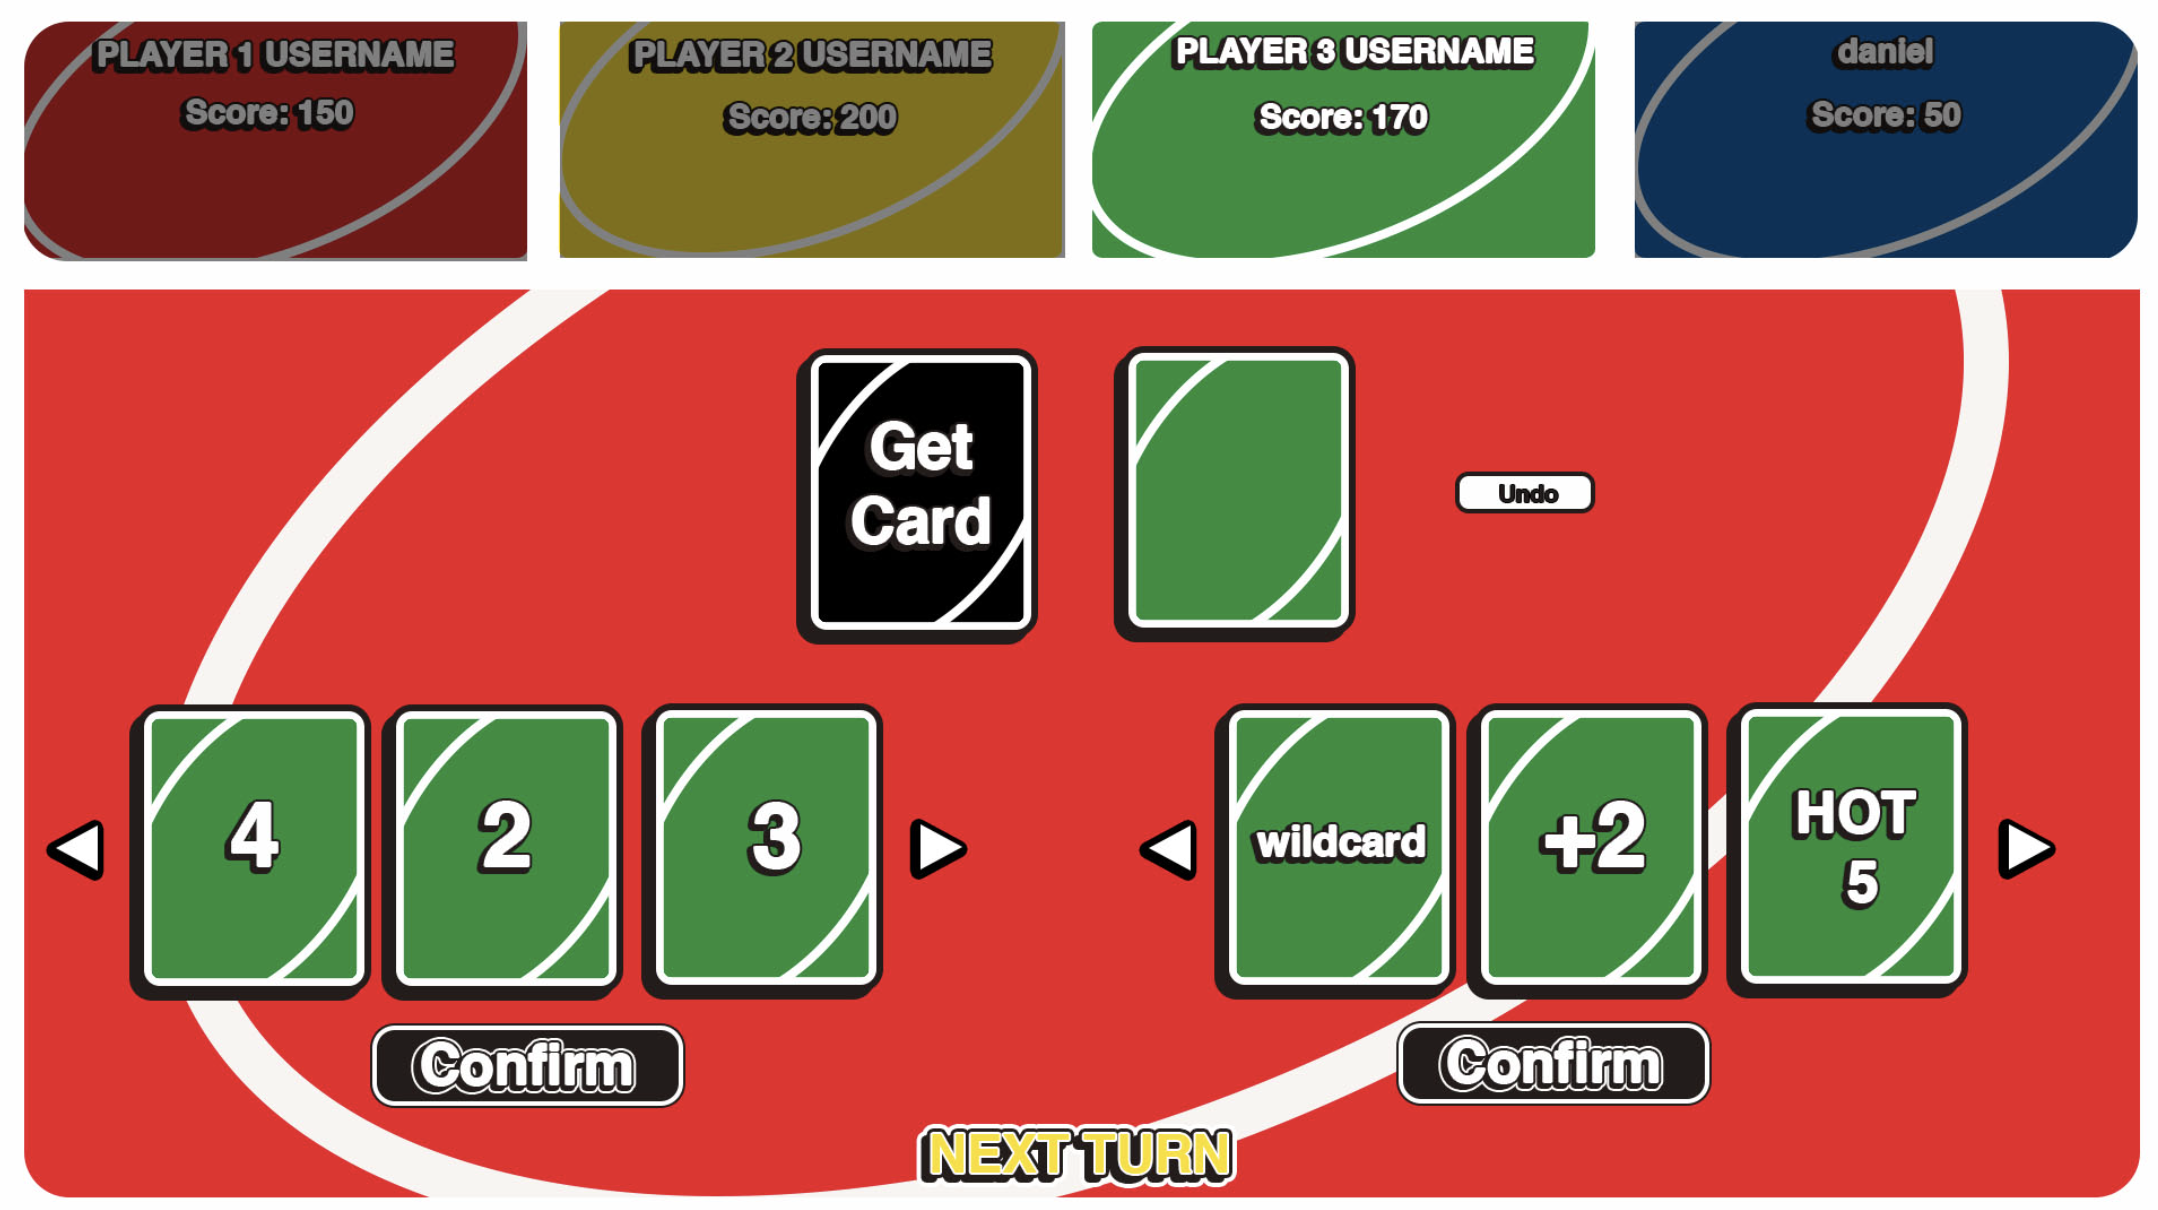 PLAYER 1 USERNAME
Score: 150
PLAYER 2 USERNAME
Score: 200
PLAYER 3 USERNAME
Score: 170
daniel
Score: 50
Get
Card
Undo
4
2
3
wildcard
+2
HOT
5
Confirm
Confirm
NEXT TURN